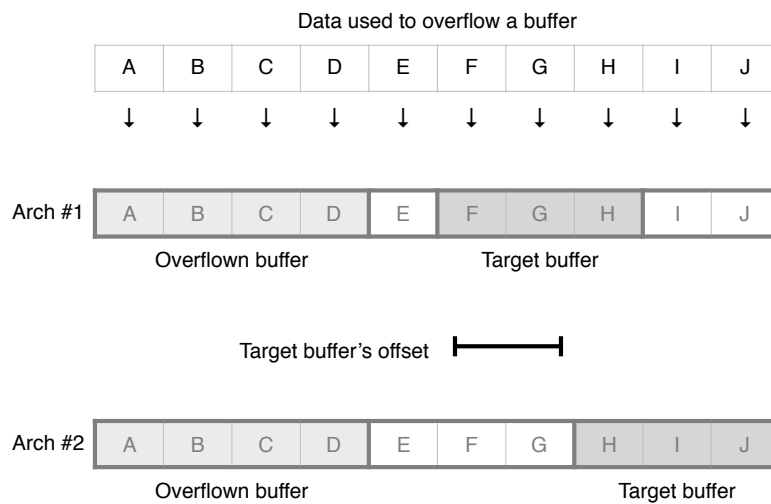 Data used to overflow a buffer
A B C D E F G H I J
↓ ↓ ↓ ↓ ↓ ↓ ↓ ↓ ↓ ↓
Arch #1 A B C D E F G H I J
Overflown buffer Target buffer
Target buffer's offset
Arch #2 A B C D E F G H I J
Overflown buffer Target buffer